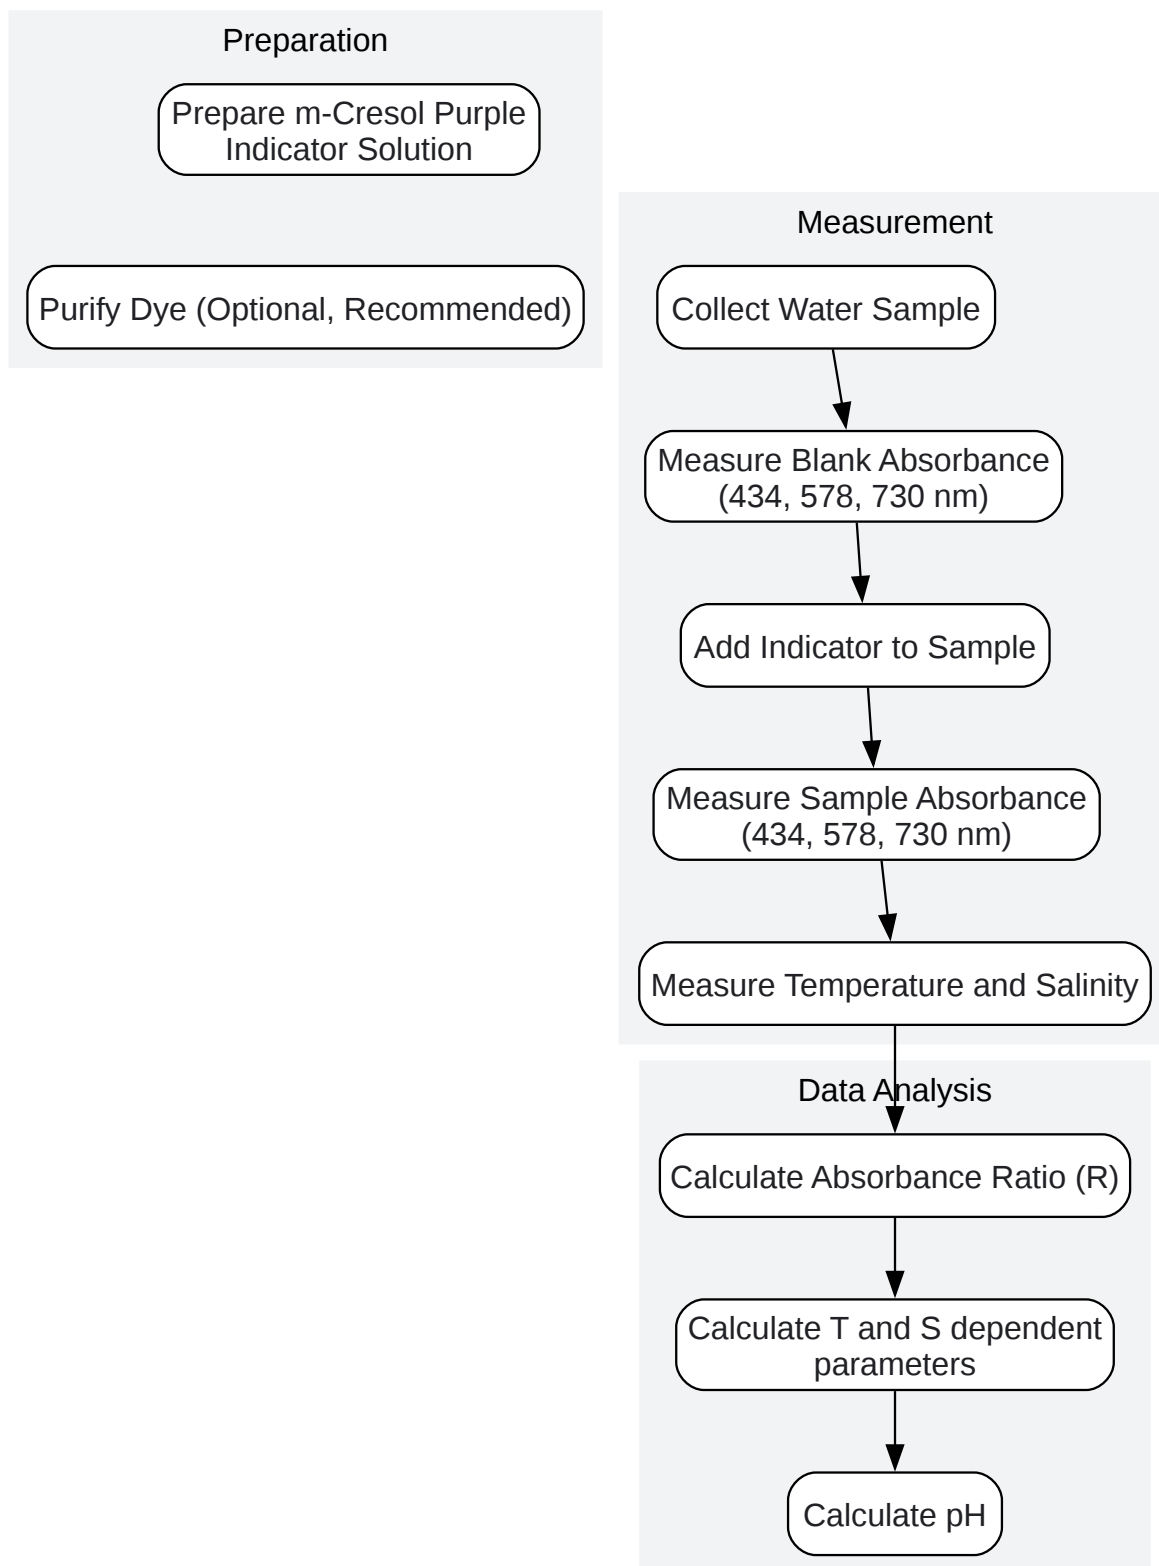 Preparation
Prepare m-Cresol Purple
Indicator Solution
Purify Dye (Optional, Recommended)
Measurement
Collect Water Sample
Measure Blank Absorbance
(434, 578, 730 nm)
Add Indicator to Sample
Measure Sample Absorbance
(434, 578, 730 nm)
Measure Temperature and Salinity
Data Analysis
Calculate Absorbance Ratio (R)
Calculate T and S dependent
parameters
Calculate pH